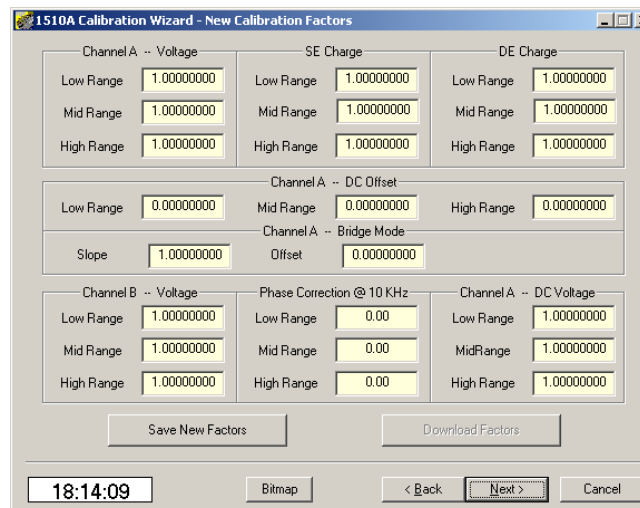 1510A Calibration Wizard - New Calibration Factors
Channel A -- Voltage
Low Range 1.00000000
Mid Range 1.00000000
High Range 1.00000000
SE Charge
Low Range 1.00000000
Mid Range 1.00000000
High Range 1.00000000
DE Charge
Low Range 1.00000000
Mid Range 1.00000000
High Range 1.00000000
Channel A -- DC Offset
Low Range 0.00000000 Mid Range 0.00000000 High Range 0.00000000
Channel A -- Bridge Mode
Slope 1.00000000 Offset 0.00000000
Channel B -- Voltage
Low Range 1.00000000
Mid Range 1.00000000
High Range 1.00000000
Phase Correction @ 10 KHz
Low Range 0.00
Mid Range 0.00
High Range 0.00
Channel A -- DC Voltage
Low Range 1.00000000
MidRange 1.00000000
High Range 1.00000000
Save New Factors Download Factors
18:14:09 Bitmap < Back Next > Cancel